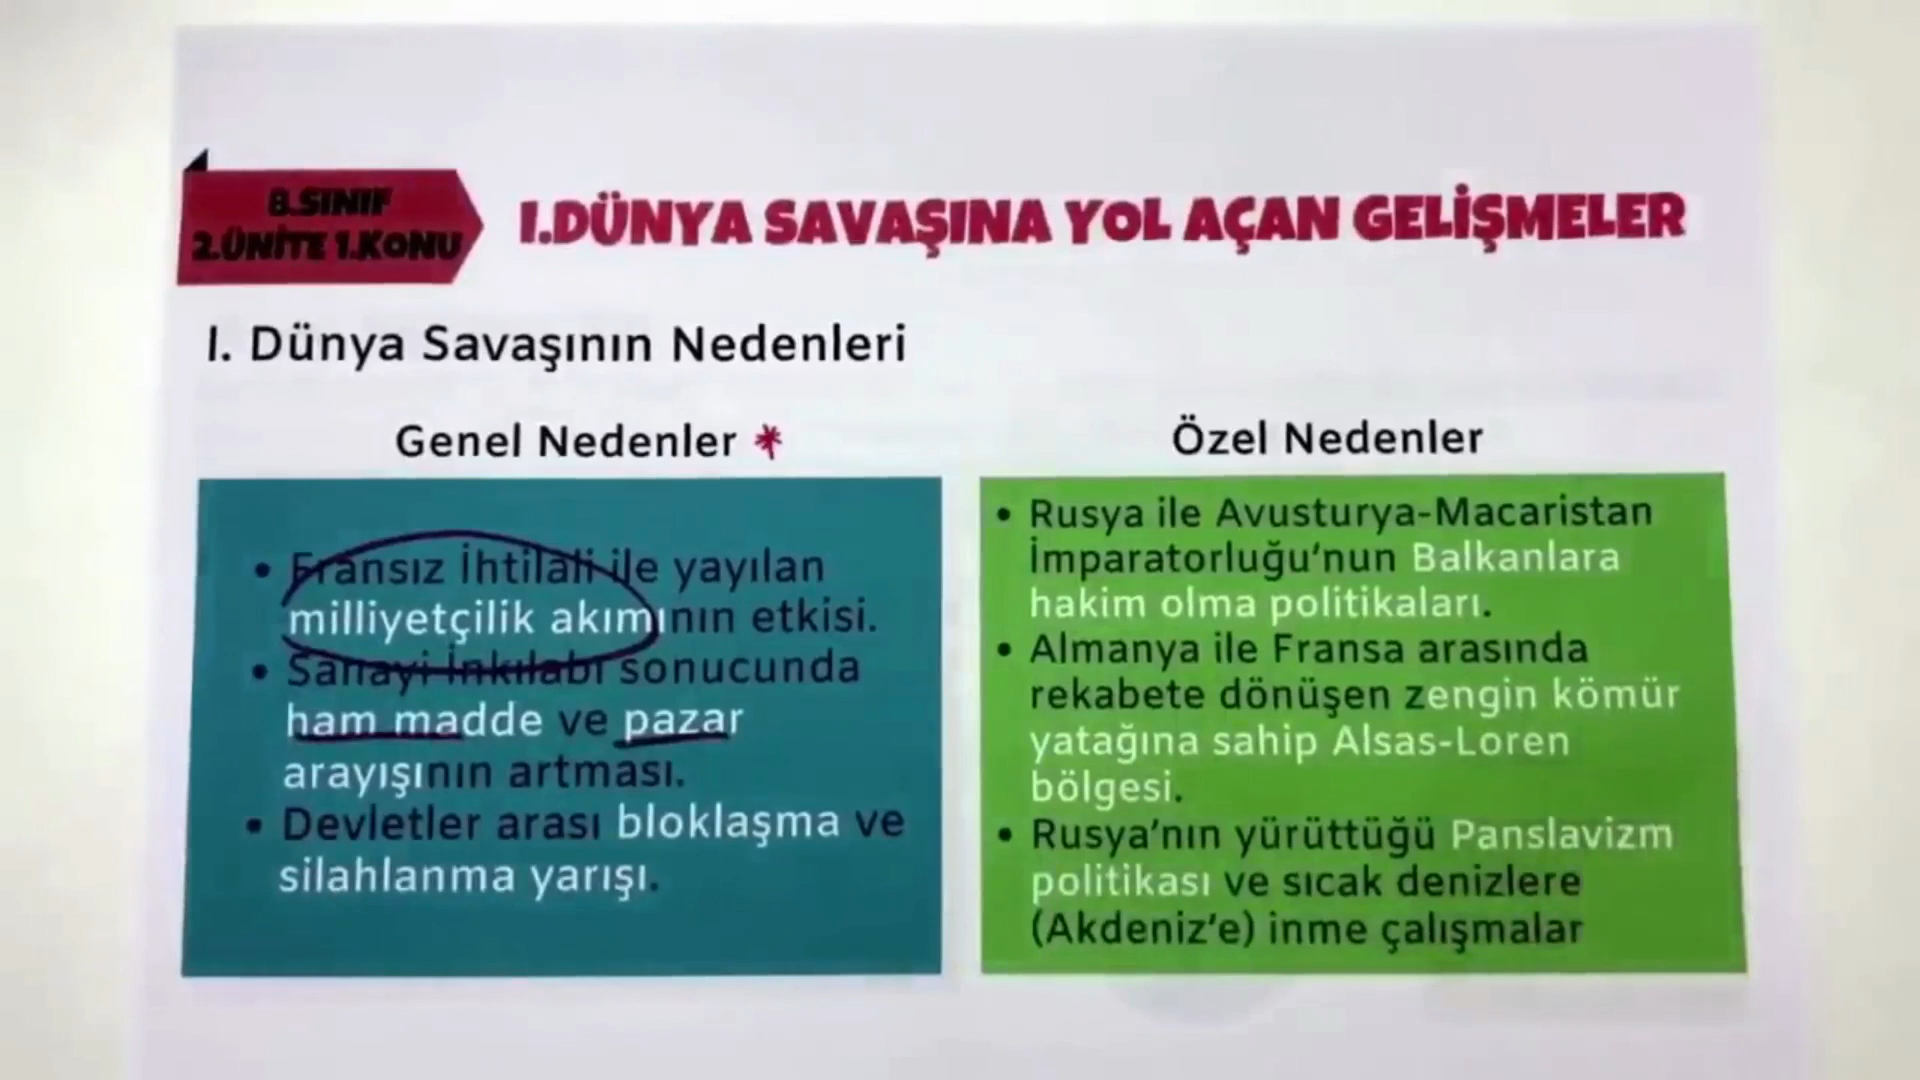 8.SINIF
2.ÜNİTE 1.KONU
I.DÜNYA SAVAŞINA YOL AÇAN GELİŞMELER
I. Dünya Savaşının Nedenleri
Genel Nedenler *
• Fransız İhtilali ile yayılan
milliyetçilik akımının etkisi.
• Sanayi İnkılabı sonucunda
ham madde ve pazar
arayışının artması.
• Devletler arası bloklaşma ve
silahlanma yarışı.
Özel Nedenler
• Rusya ile Avusturya-Macaristan
İmparatorluğu’nun Balkanlara
hakim olma politikaları.
• Almanya ile Fransa arasında
rekabete dönüşen zengin kömür
yatağına sahip Alsas-Loren
bölgesi.
• Rusya’nın yürüttüğü Panslavizm
politikası ve sıcak denizlere
(Akdeniz’e) inme çalışmalar